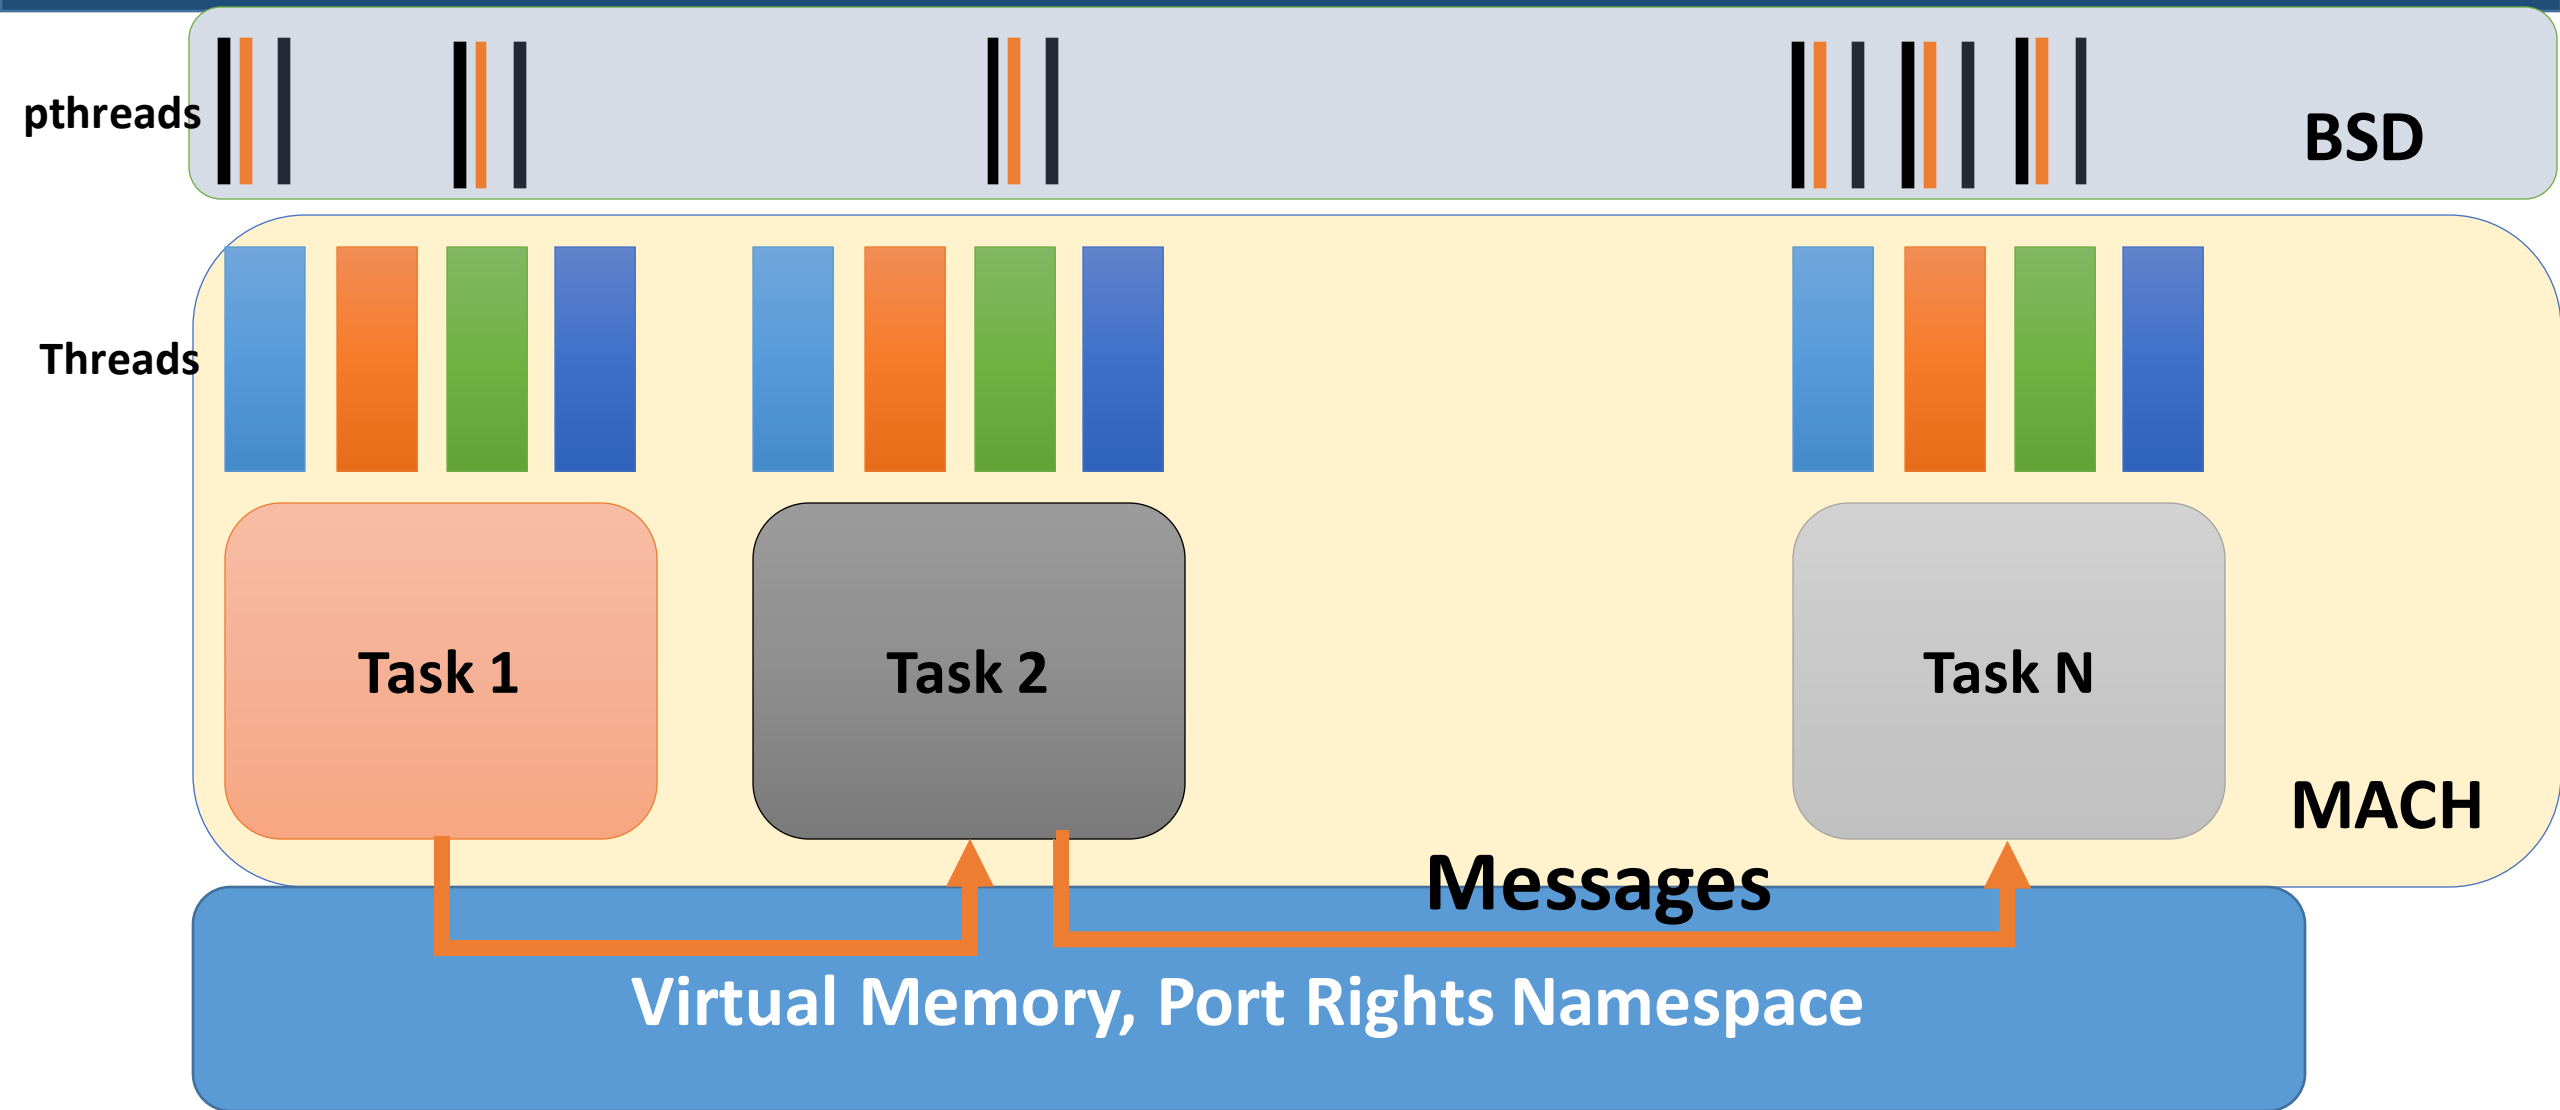 pthreads
BSD
Threads
Task 1
Task 2
Task N
MACH
Messages
Virtual Memory, Port Rights Namespace